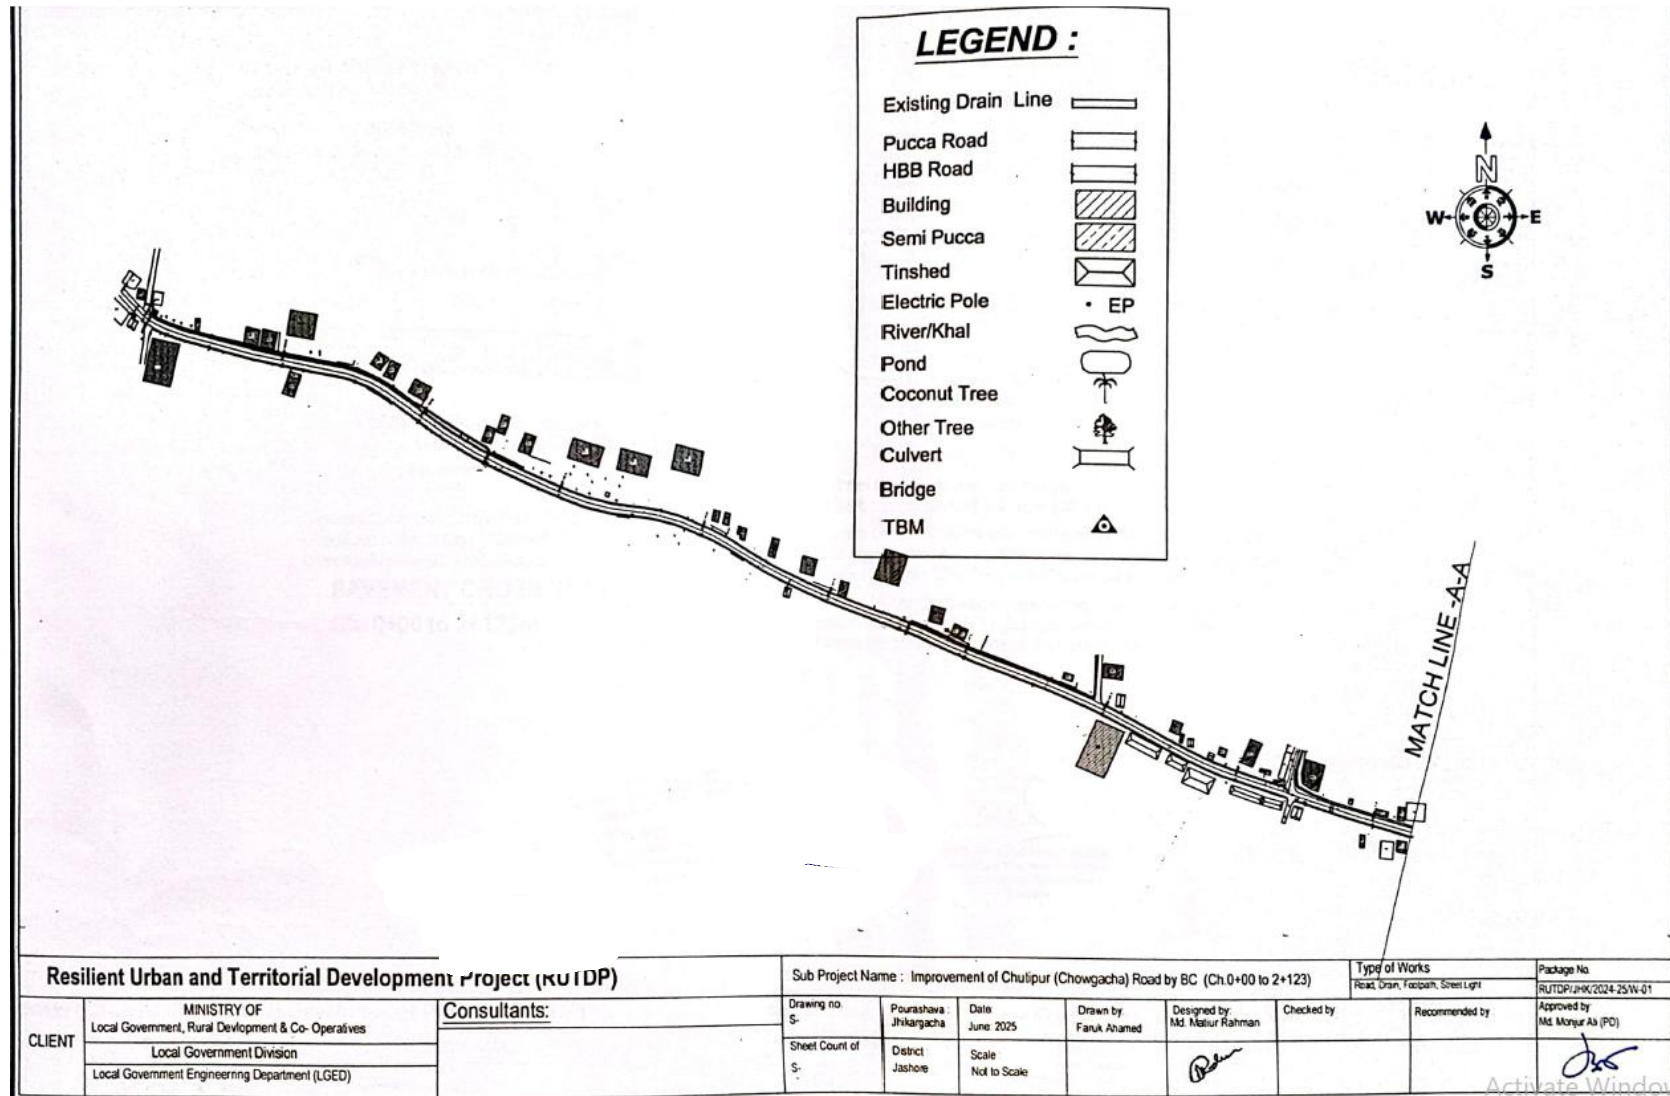 LEGEND :
Existing Drain Line
Pucca Road
HBB Road
Building
Semi Pucca
Tinshed
Electric Pole
• EP
River/Khal
Pond
Coconut Tree
Other Tree
Culvert
Bridge
TBM
N
W
E
S
MATCH LINE -A-A
Resilient Urban and Territorial Development Project (RUTDP)
CLIENT
MINISTRY OF
Local Government, Rural Devlopment & Co- Operatives
Local Government Division
Local Government Engineernng Department (LGED)
Consultants:
Sub Project Name : Improvement of Chutipur (Chowgacha) Road by BC (Ch.0+00 to 2+123)
Type of Works
Road, Drain, Footpath, Street Light
Package No.
RUTDP/JHK/2024-25/W-01
Drawing no.
S-
Sheet Count of
S-
Pourashava :
Jhikargacha
District :
Jashore
Date
June: 2025
Scale
Not to Scale
Drawn by
Faruk Ahamed
Designed by:
Md. Matiur Rahman
Checked by
Recommended by
Approved by
Md. Monjur Ali (PD)
Activate Window